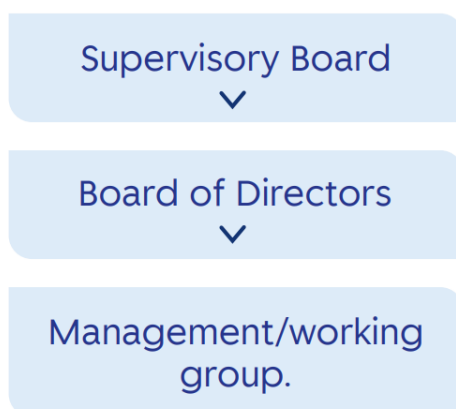 Supervisory Board
Board of Directors
Management/working
group.